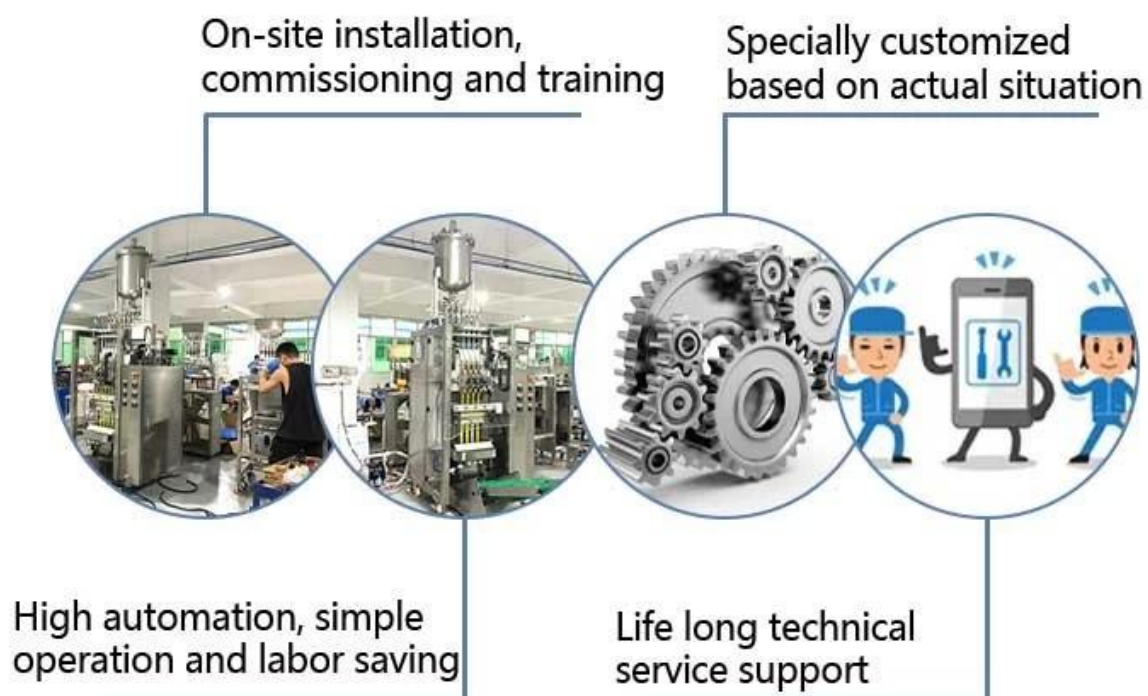 On-site installation,
commissioning and training
Specially customized
based on actual situation
High automation, simple
operation and labor saving
Life long technical
service support